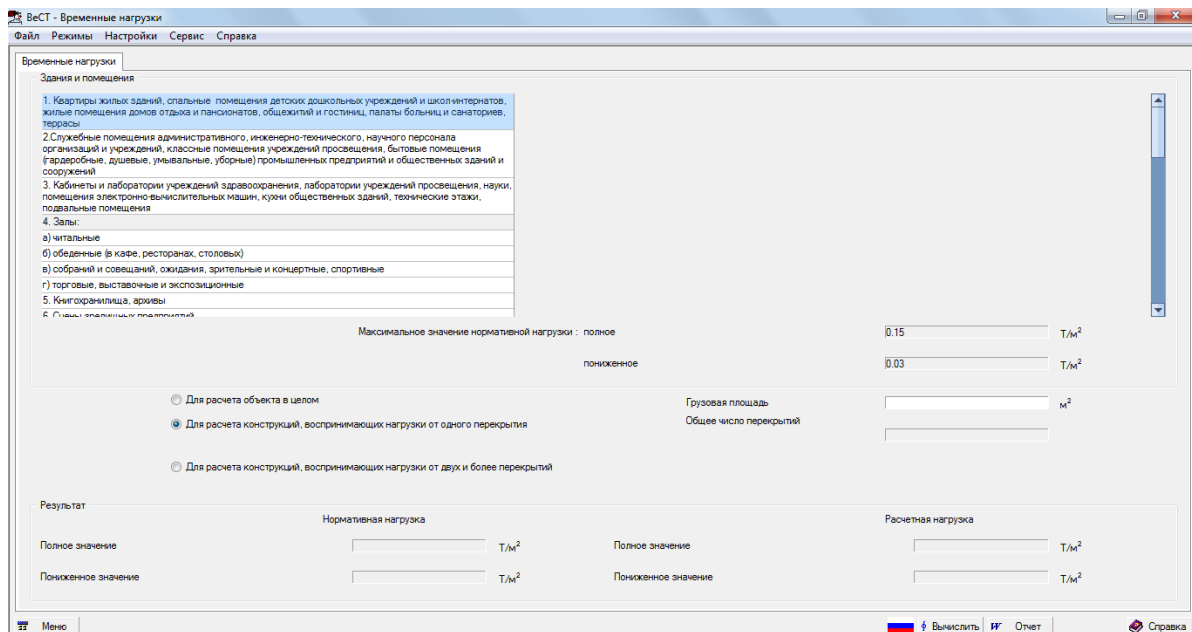 ВеСТ - Временные нагрузки
Файл Режимы Настройки Сервис Справка
Временные нагрузки
Здания и помещения
1. Квартиры жилых зданий, спальные помещения детских дошкольных учреждений и школ-интернатов,
жилые помещения домов отдыха и пансионатов, общежитий и гостиниц, палаты больниц и санаториев,
террасы
2.Служебные помещения административного, инженерно-технического, научного персонала
организаций и учреждений, классные помещения учреждений просвещения, бытовые помещения
(гардеробные, душевые, умывальные, уборные) промышленных предприятий и общественных зданий и
сооружений
3. Кабинеты и лаборатории учреждений здравоохранения, лаборатории учреждений просвещения, науки,
помещения электронно-вычислительных машин, кухни общественных зданий, технические этажи,
подвальные помещения
4. Залы:
а) читальные
б) обеденные (в кафе, ресторанах, столовых)
в) собраний и совещаний, ожидания, зрительные и концертные, спортивные
г) торговые, выставочные и экспозиционные
5. Книгохранилища, архивы
6. Сцены зрелищных предприятий
Максимальное значение нормативной нагрузки : полное 0.15 Т/м²
пониженное 0.03 Т/м²
Для расчета объекта в целом
Грузовая площадь м²
Для расчета конструкций, воспринимающих нагрузки от одного перекрытия
Общее число перекрытий
Для расчета конструкций, воспринимающих нагрузки от двух и более перекрытий
Результат
Нормативная нагрузка Расчетная нагрузка
Полное значение Т/м² Полное значение Т/м²
Пониженное значение Т/м² Пониженное значение Т/м²
Меню Вычислить Отчет Справка